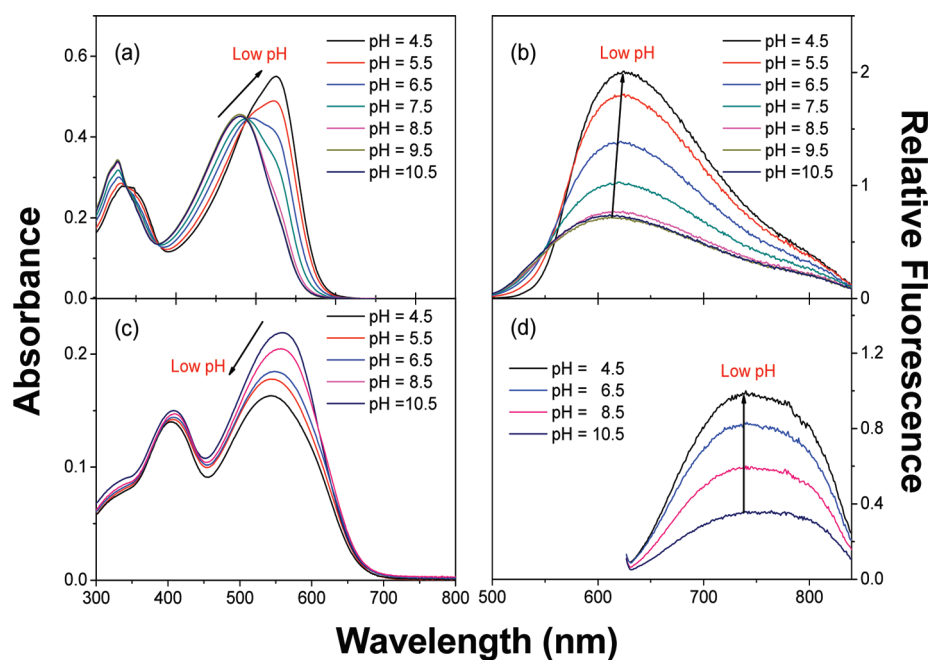 (a)
Low pH
pH = 4.5
pH = 5.5
pH = 6.5
pH = 7.5
pH = 8.5
pH = 9.5
pH =10.5
0.6
0.4
0.2
0.0
(b)
Low pH
pH = 4.5
pH = 5.5
pH = 6.5
pH = 7.5
pH = 8.5
pH = 9.5
pH =10.5
2
1
0
(c)
Low pH
pH = 4.5
pH = 5.5
pH = 6.5
pH = 8.5
pH =10.5
0.2
0.1
0.0
300
400
500
600
700
800
(d)
Low pH
pH = 4.5
pH = 6.5
pH = 8.5
pH = 10.5
1.2
0.8
0.4
0.0
500
600
700
800
Absorbance
Relative Fluorescence
Wavelength (nm)